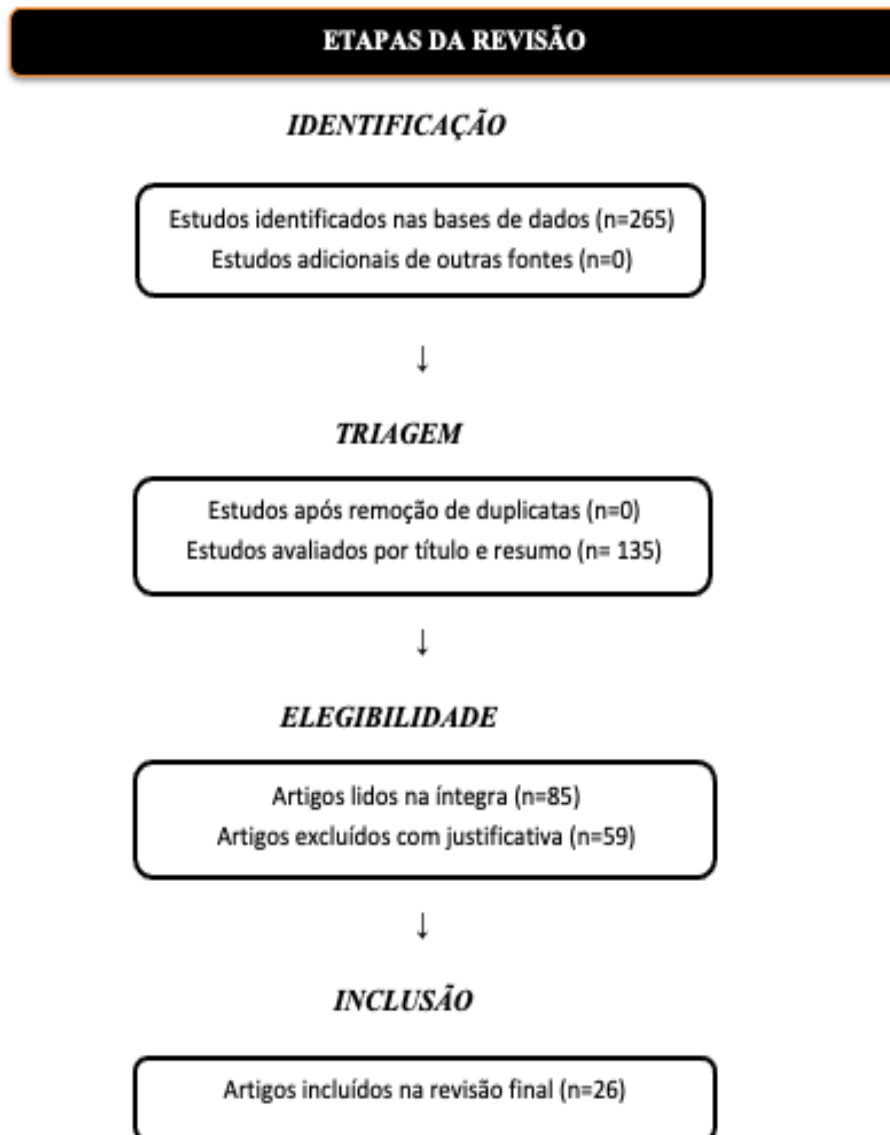 ETAPAS DA REVISÃO
IDENTIFICAÇÃO
Estudos identificados nas bases de dados (n=265)
Estudos adicionais de outras fontes (n=0)
↓
TRIAGEM
Estudos após remoção de duplicatas (n=0)
Estudos avaliados por título e resumo (n= 135)
↓
ELEGIBILIDADE
Artigos lidos na íntegra (n=85)
Artigos excluídos com justificativa (n=59)
↓
INCLUSÃO
Artigos incluídos na revisão final (n=26)